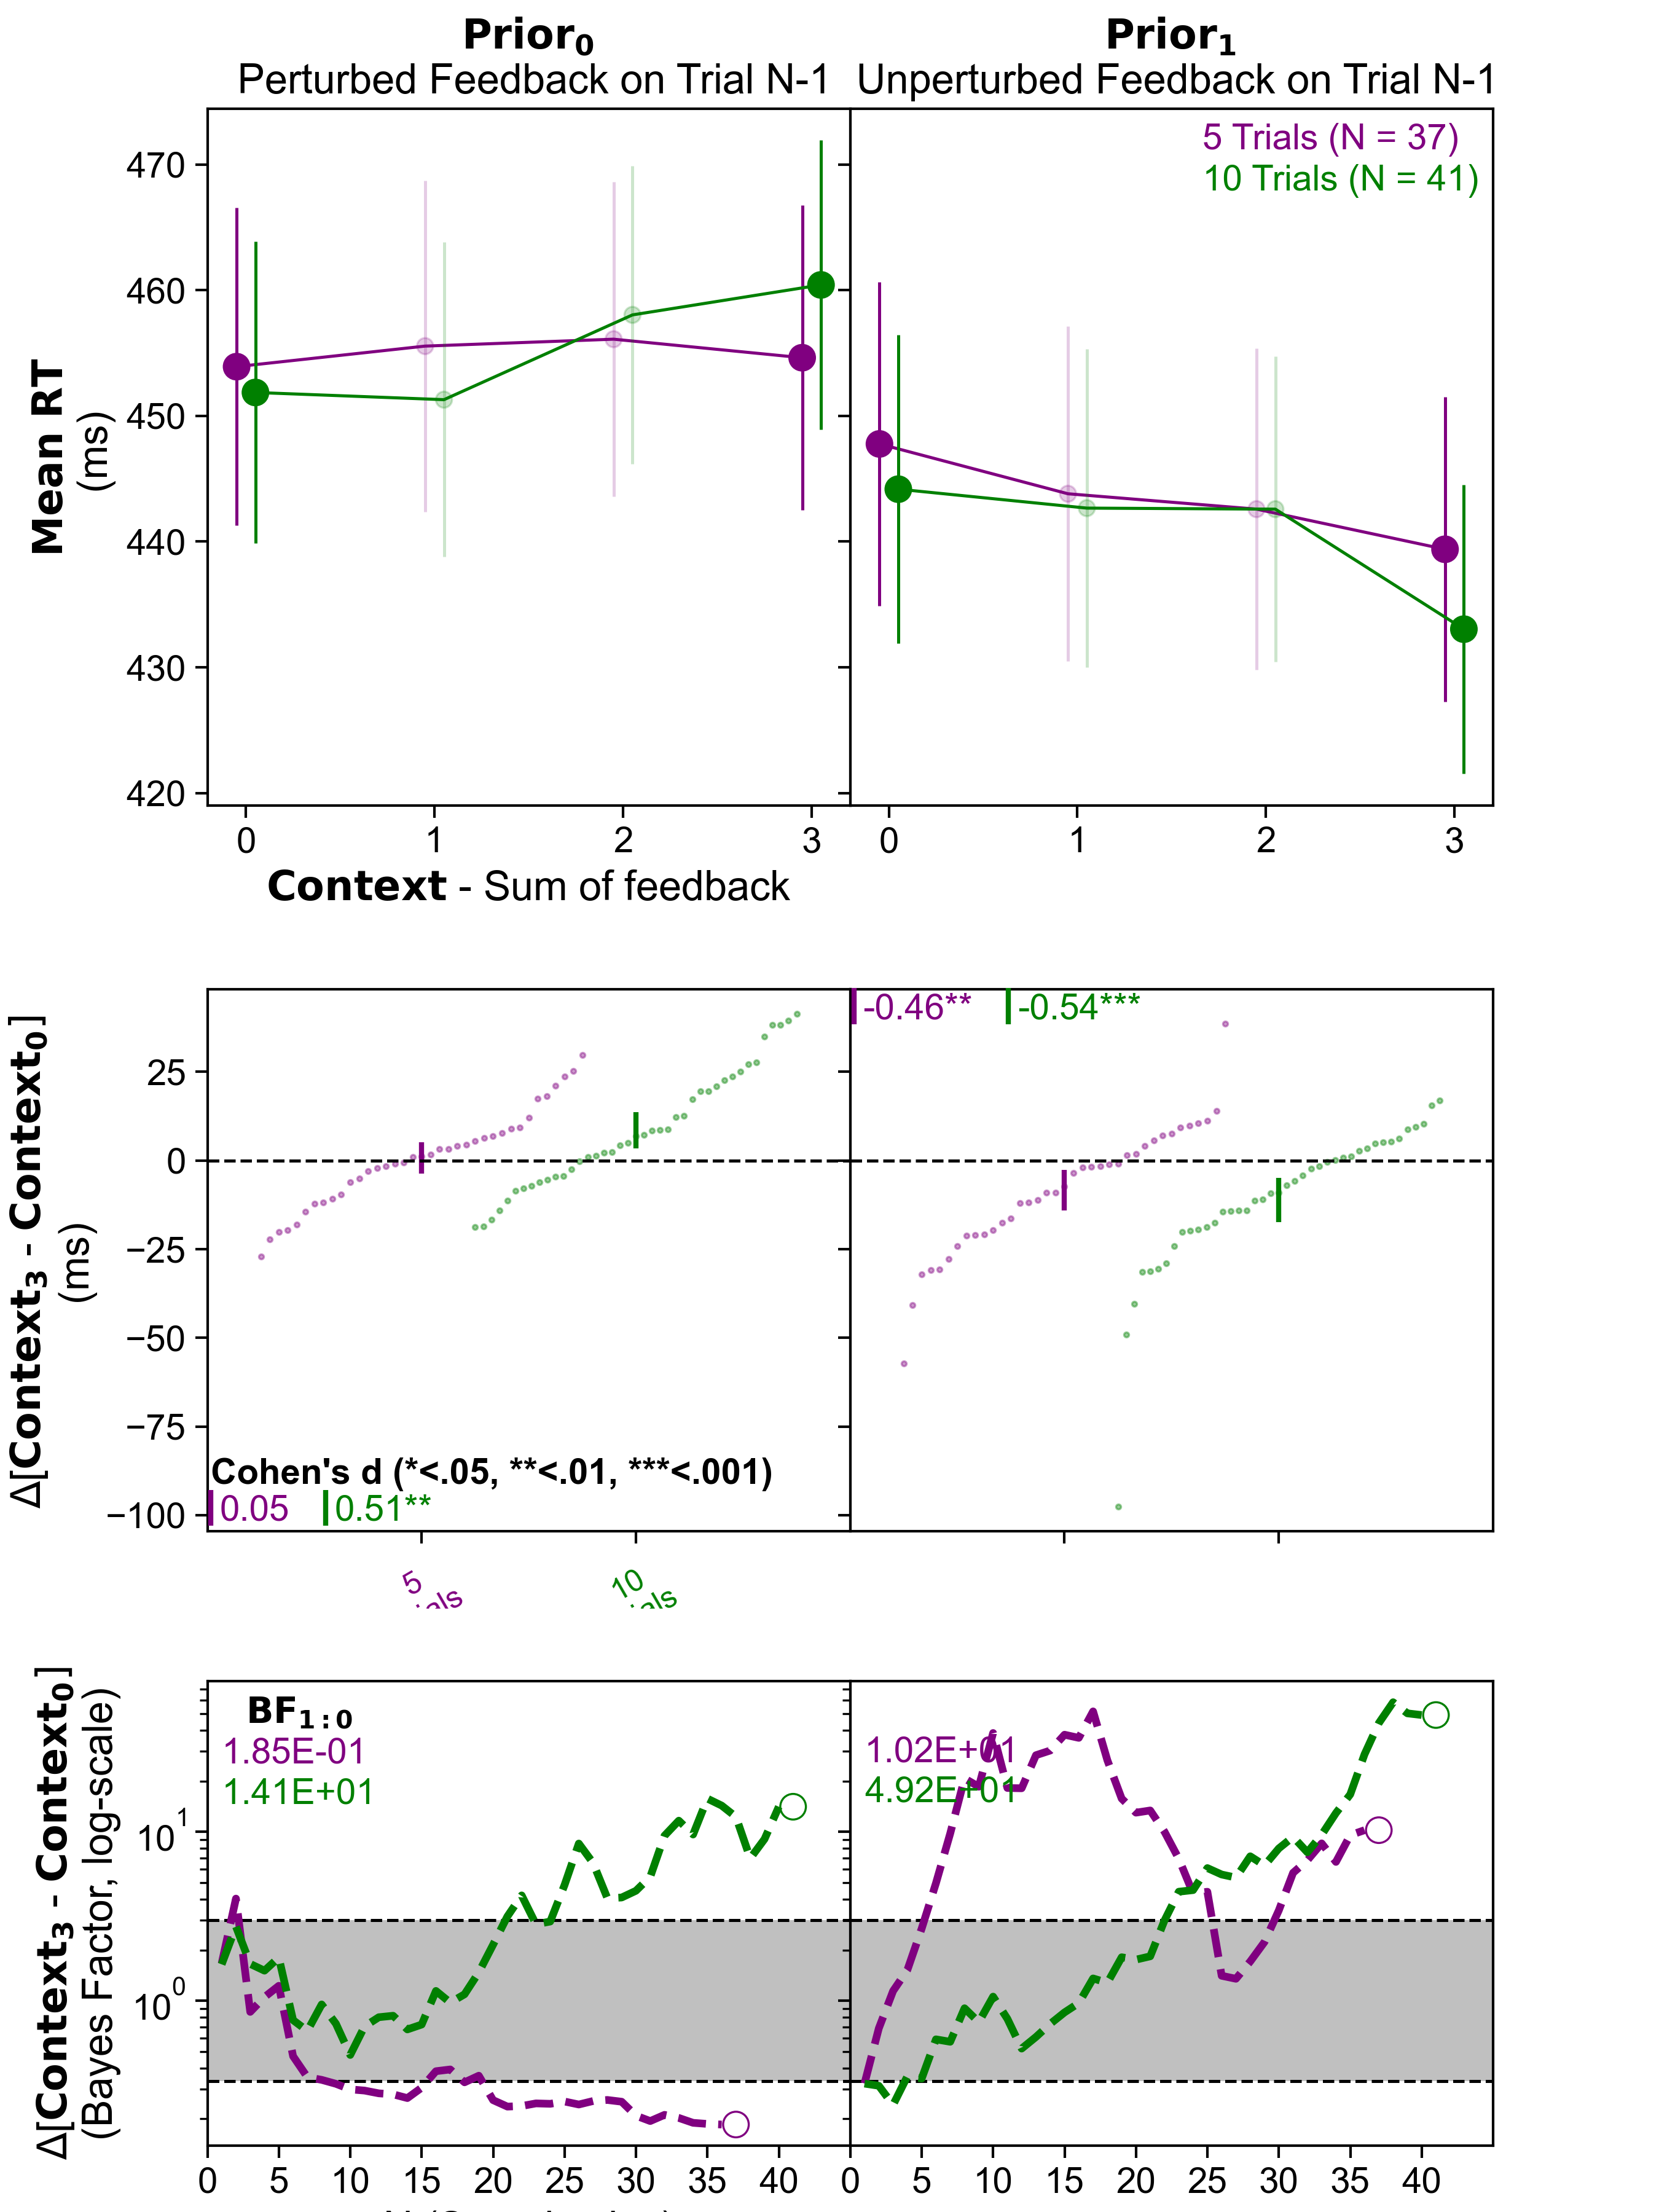 Prior0
Perturbed Feedback on Trial N-1
Prior1
Unperturbed Feedback on Trial N-1
5 Trials (N = 37)
10 Trials (N = 41)
Mean RT
(ms)
470
460
450
440
430
420
0 1 2 3
0 1 2 3
Context - Sum of feedback
Δ[Context3 - Context0]
(ms)
25
0
−25
−50
−75
−100
-0.46** -0.54***
Cohen's d (*<.05, **<.01, ***<.001)
0.05 0.51**
5
10
Δ[Context3 - Context0]
(Bayes Factor, log-scale)
BF1:0
1.85E-01
1.41E+01
1.02E+01
4.92E+01
10^1
10^0
0 5 10 15 20 25 30 35 40
0 5 10 15 20 25 30 35 40